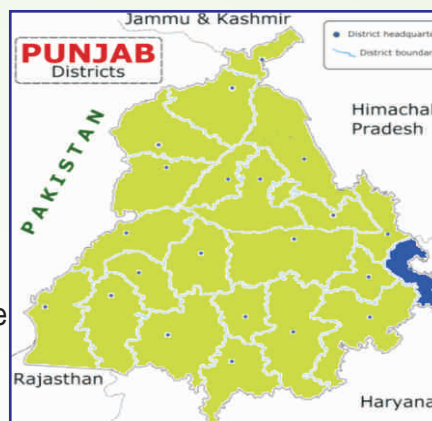 Jammu & Kashmir
PUNJAB
Districts
District headquarte
District boundar
Himachal
Pradesh
PAKISTAN
e
Rajasthan
Haryana